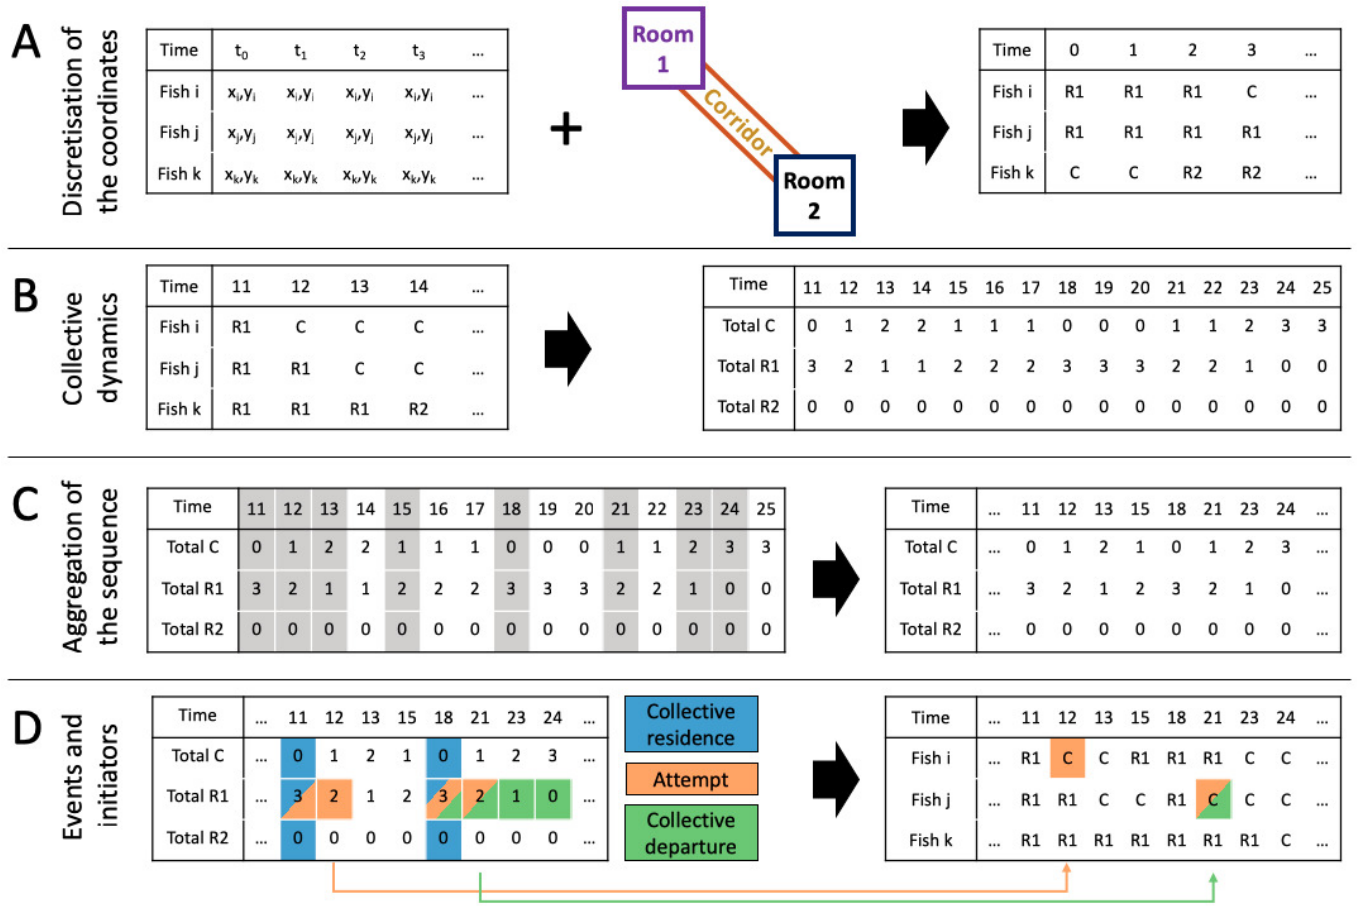 A
Discretisation of
the coordinates
Time t0 t1 t2 t3 ...
Fish i xi,yi xi,yi xi,yi xi,yi ...
Fish j xj,yj xj,yj xj,yj xj,yj ...
Fish k xk,yk xk,yk xk,yk xk,yk ...
+
Room
1
Corridor
Room
2
Time 0 1 2 3 ...
Fish i R1 R1 R1 C ...
Fish j R1 R1 R1 R1 ...
Fish k C C R2 R2 ...
B
Collective
dynamics
Time 11 12 13 14 ...
Fish i R1 C C C ...
Fish j R1 R1 C C ...
Fish k R1 R1 R1 R2 ...
Time 11 12 13 14 15 16 17 18 19 20 21 22 23 24 25
Total C 0 1 2 2 1 1 1 0 0 0 1 1 2 3 3
Total R1 3 2 1 1 2 2 2 3 3 3 2 2 1 0 0
Total R2 0 0 0 0 0 0 0 0 0 0 0 0 0 0 0
C
Aggregation of
the sequence
Time 11 12 13 14 15 16 17 18 19 20 21 22 23 24 25
Total C 0 1 2 2 1 1 1 0 0 0 1 1 2 3 3
Total R1 3 2 1 1 2 2 2 3 3 3 2 2 1 0 0
Total R2 0 0 0 0 0 0 0 0 0 0 0 0 0 0 0
Time ... 11 12 13 15 18 21 23 24 ...
Total C ... 0 1 2 1 0 1 2 3 ...
Total R1 ... 3 2 1 2 3 2 1 0 ...
Total R2 ... 0 0 0 0 0 0 0 0 ...
D
Events and
initiators
Time ... 11 12 13 15 18 21 23 24 ...
Total C ... 0 1 2 1 0 1 2 3 ...
Total R1 ... 3 2 1 2 3 2 1 0 ...
Total R2 ... 0 0 0 0 0 0 0 0 ...
Collective
residence
Attempt
Collective
departure
Time ... 11 12 13 15 18 21 23 24 ...
Fish i ... R1 C C R1 R1 R1 C C ...
Fish j ... R1 R1 C C R1 C C C ...
Fish k ... R1 R1 R1 R1 R1 R1 R1 C ...